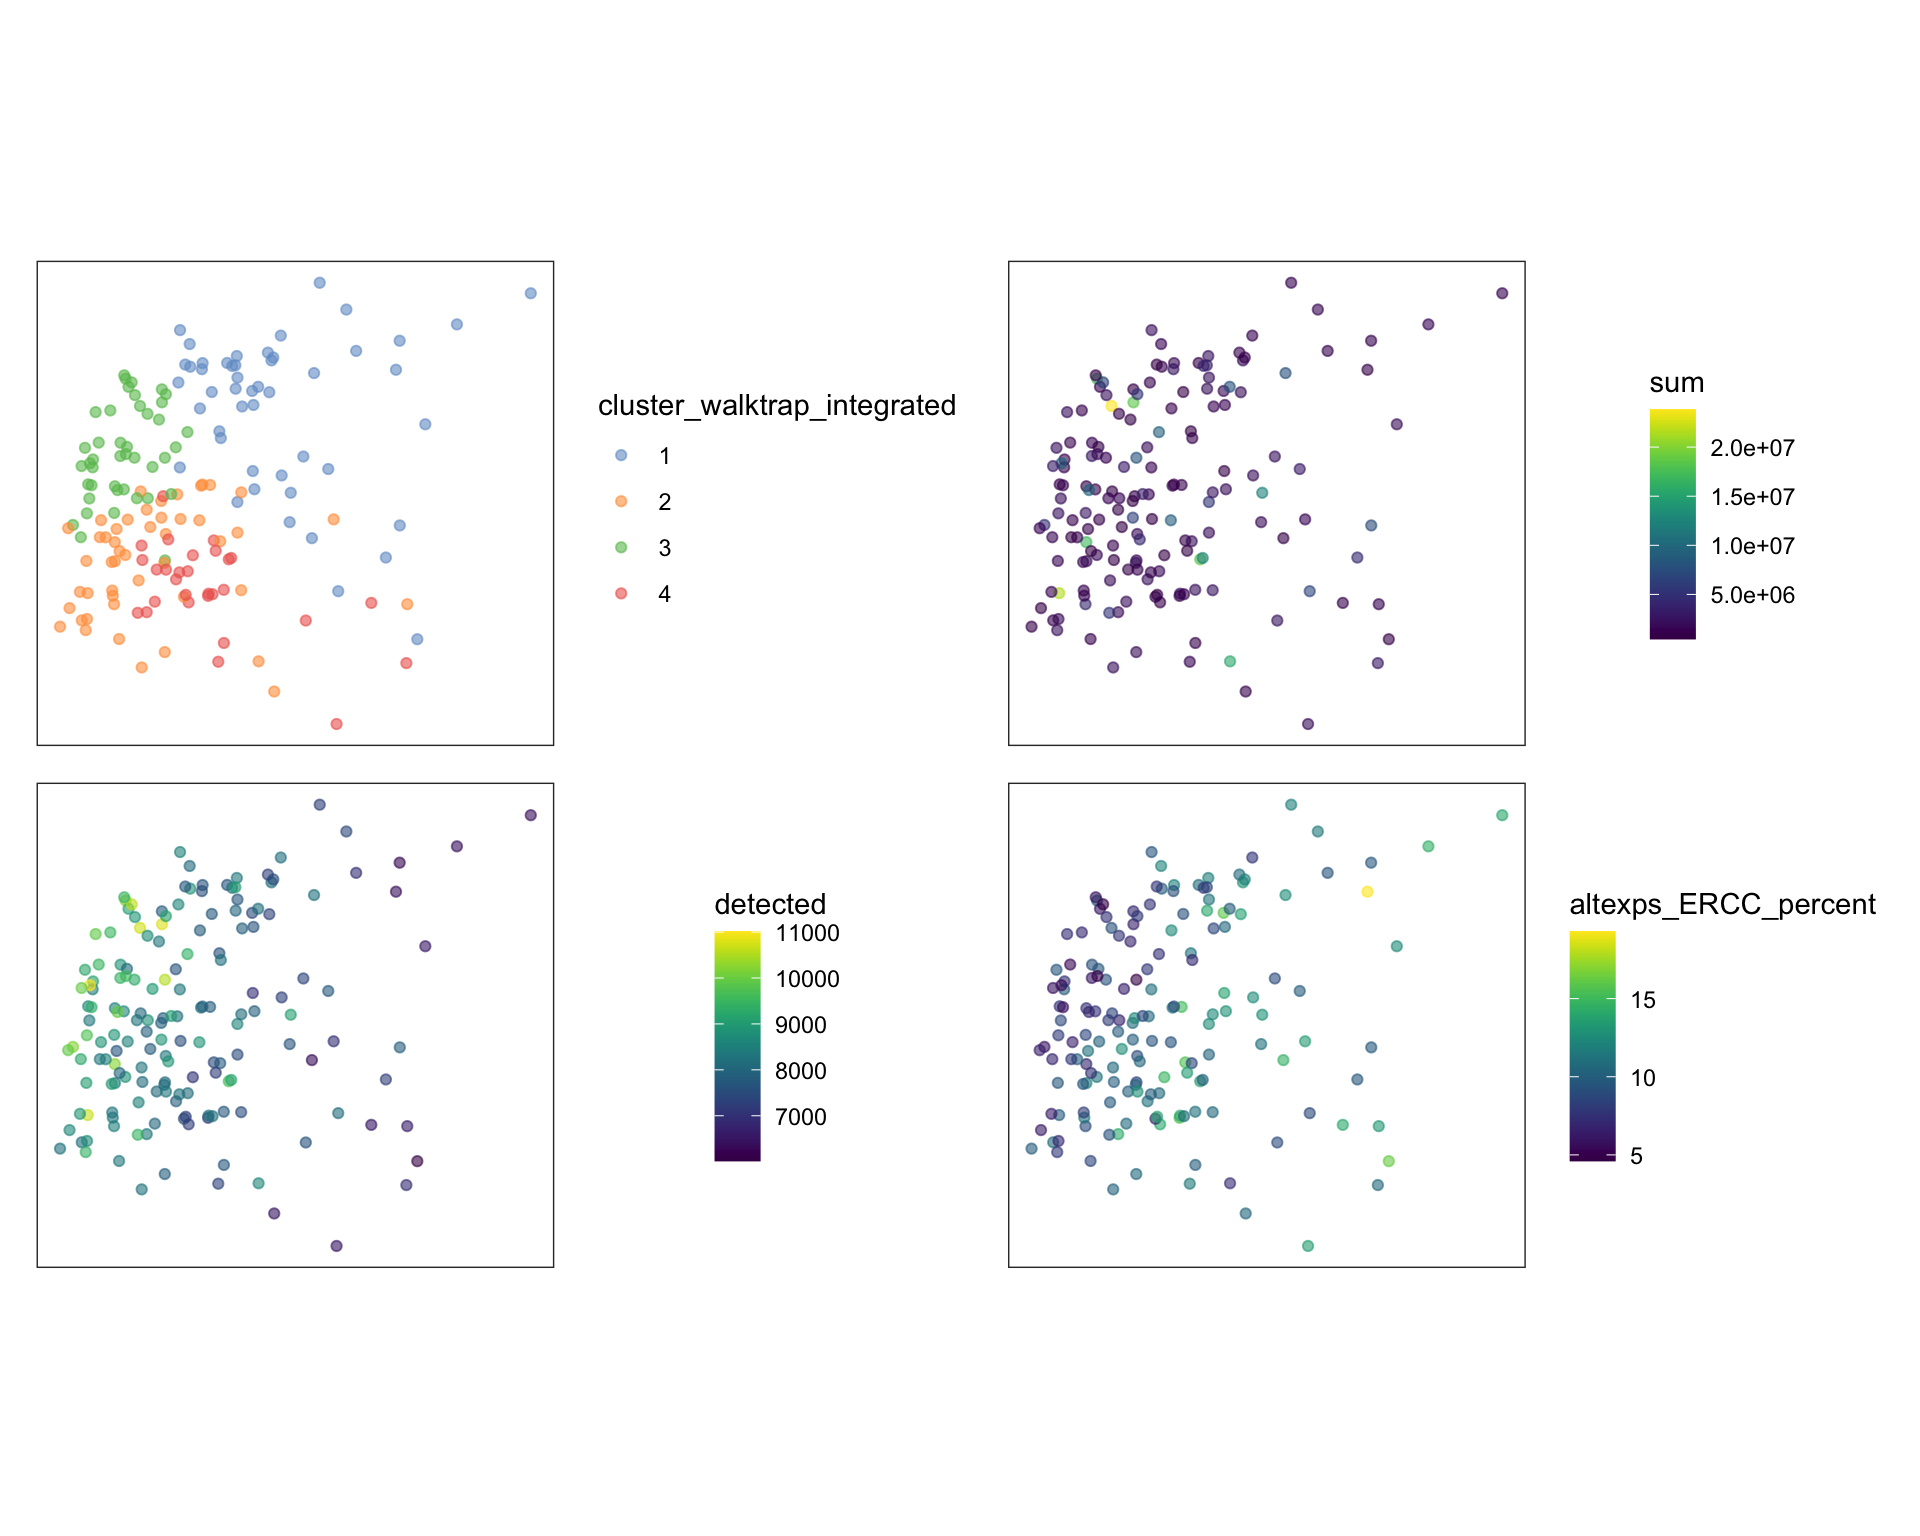 cluster_walktrap_integrated
1
2
3
4
sum
2.0e+07
1.5e+07
1.0e+07
5.0e+06
detected
11000
10000
9000
8000
7000
altexps_ERCC_percent
15
10
5